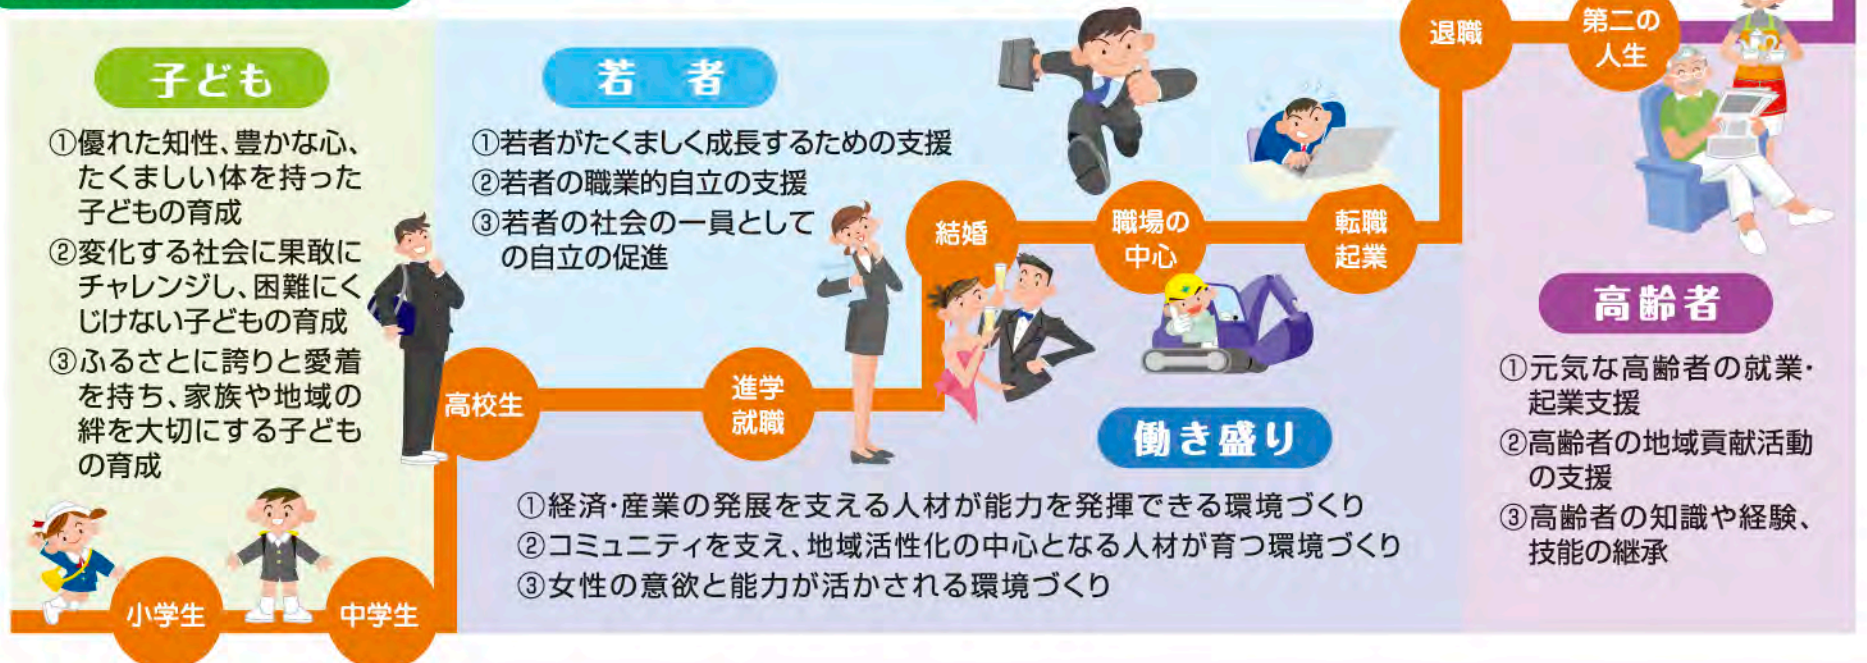 子ども
①優れた知性、豊かな心、
たくましい体を持った
子どもの育成
②変化する社会に果敢に
チャレンジし、困難にく
じけない子どもの育成
③ふるさとに誇りと愛着
を持ち、家族や地域の
絆を大切にする子ども
の育成
小学生
中学生
若者
①若者がたくましく成長するための支援
②若者の職業的自立の支援
③若者の社会の一員として
の自立の促進
高校生
進学
就職
結婚
職場の
中心
転職
起業
働き盛り
①経済・産業の発展を支える人材が能力を発揮できる環境づくり
②コミュニティを支え、地域活性化の中心となる人材が育つ環境づくり
③女性の意欲と能力が活かされる環境づくり
退職
第二の
人生
高齢者
①元気な高齢者の就業・
起業支援
②高齢者の地域貢献活動
の支援
③高齢者の知識や経験、
技能の継承